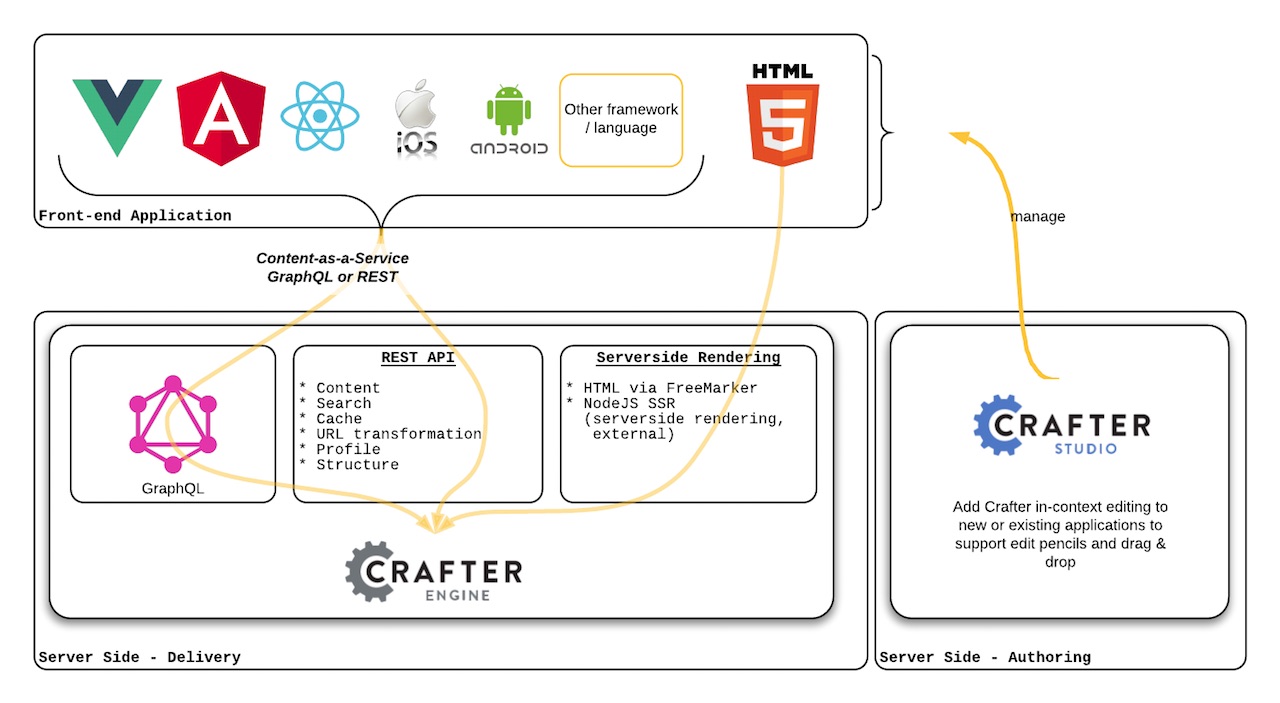 HTML
5
Other framework
/ language
A
iOS
ANDROID
Front-end Application
manage
Content-as-a-Service
GraphQL or REST
GraphQL
REST API
* Content
* Search
* Cache
* URL transformation
* Profile
* Structure
Serverside Rendering
* HTML via FreeMarker
* NodeJS SSR
(serverside rendering,
external)
CRAFTER
ENGINE
Server Side - Delivery
CRAFTER
STUDIO
Add Crafter in-context editing to
new or existing applications to
support edit pencils and drag &
drop
Server Side - Authoring